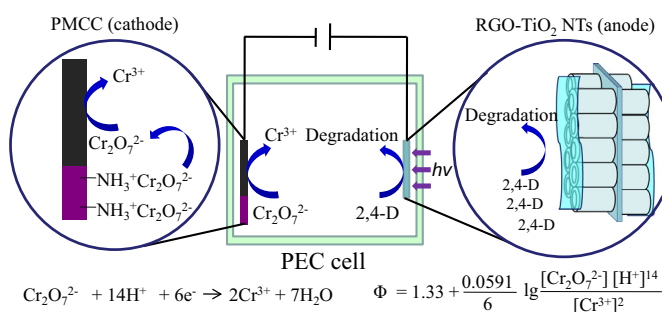 PMCC (cathode)
RGO-TiO₂ NTs (anode)
Cr³⁺
Cr₂O₇²⁻
NH₃⁺Cr₂O₇²⁻
NH₃⁺Cr₂O₇²⁻
Cr³⁺ Degradation
hν
Cr₂O₇²⁻ 2,4-D
PEC cell
Degradation
2,4-D
2,4-D
2,4-D
Cr₂O₇²⁻ + 14H⁺ + 6e⁻ → 2Cr³⁺ + 7H₂O
Φ = 1.33 + 0.0591/6 lg [Cr₂O₇²⁻] [H⁺]¹⁴/[Cr³⁺]²